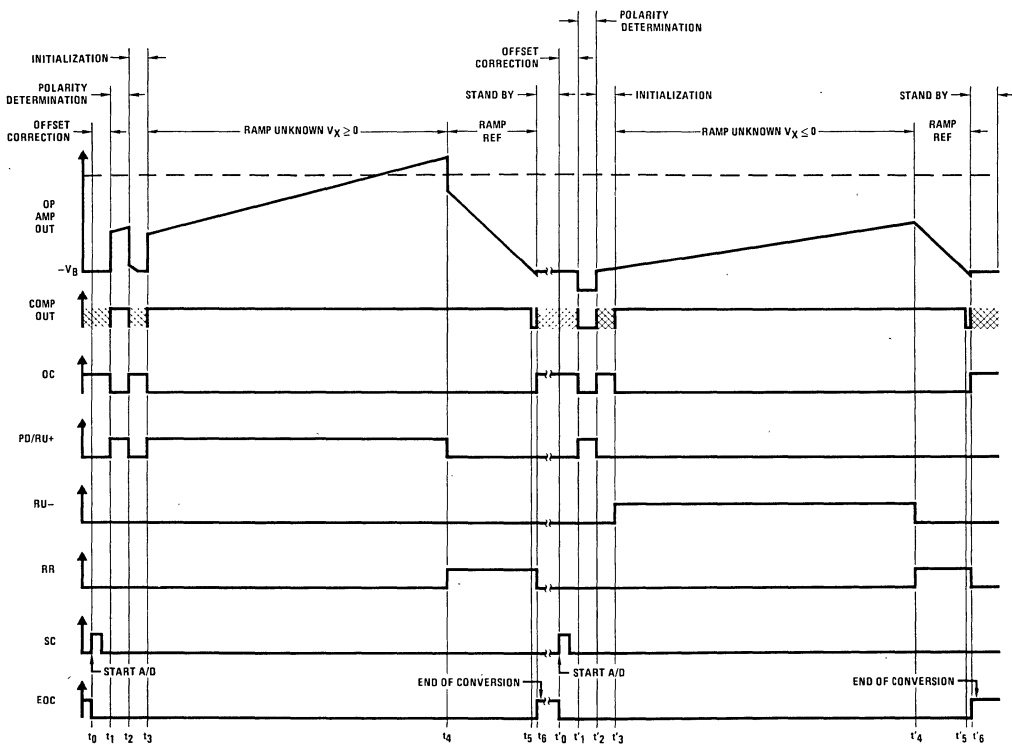 POLARITY
DETERMINATION
INITIALIZATION
OFFSET
CORRECTION
POLARITY
DETERMINATION
STAND BY
INITIALIZATION
STAND BY
OFFSET
CORRECTION
RAMP UNKNOWN VX ≥ 0
RAMP
REF
RAMP UNKNOWN VX ≤ 0
RAMP
REF
OP
AMP
OUT
−VB
COMP
OUT
OC
PD/RU+
RU−
RR
SC
START A/D
START A/D
END OF CONVERSION
END OF CONVERSION
EOC
t0 t1 t2 t3 t4 t5 t6 t'0 t'1 t'2 t'3 t'4 t'5 t'6